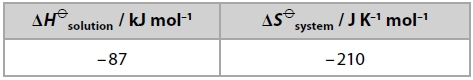 ΔH⦵solution / kJ mol⁻¹ ΔS⦵system / J K⁻¹ mol⁻¹
−87 −210